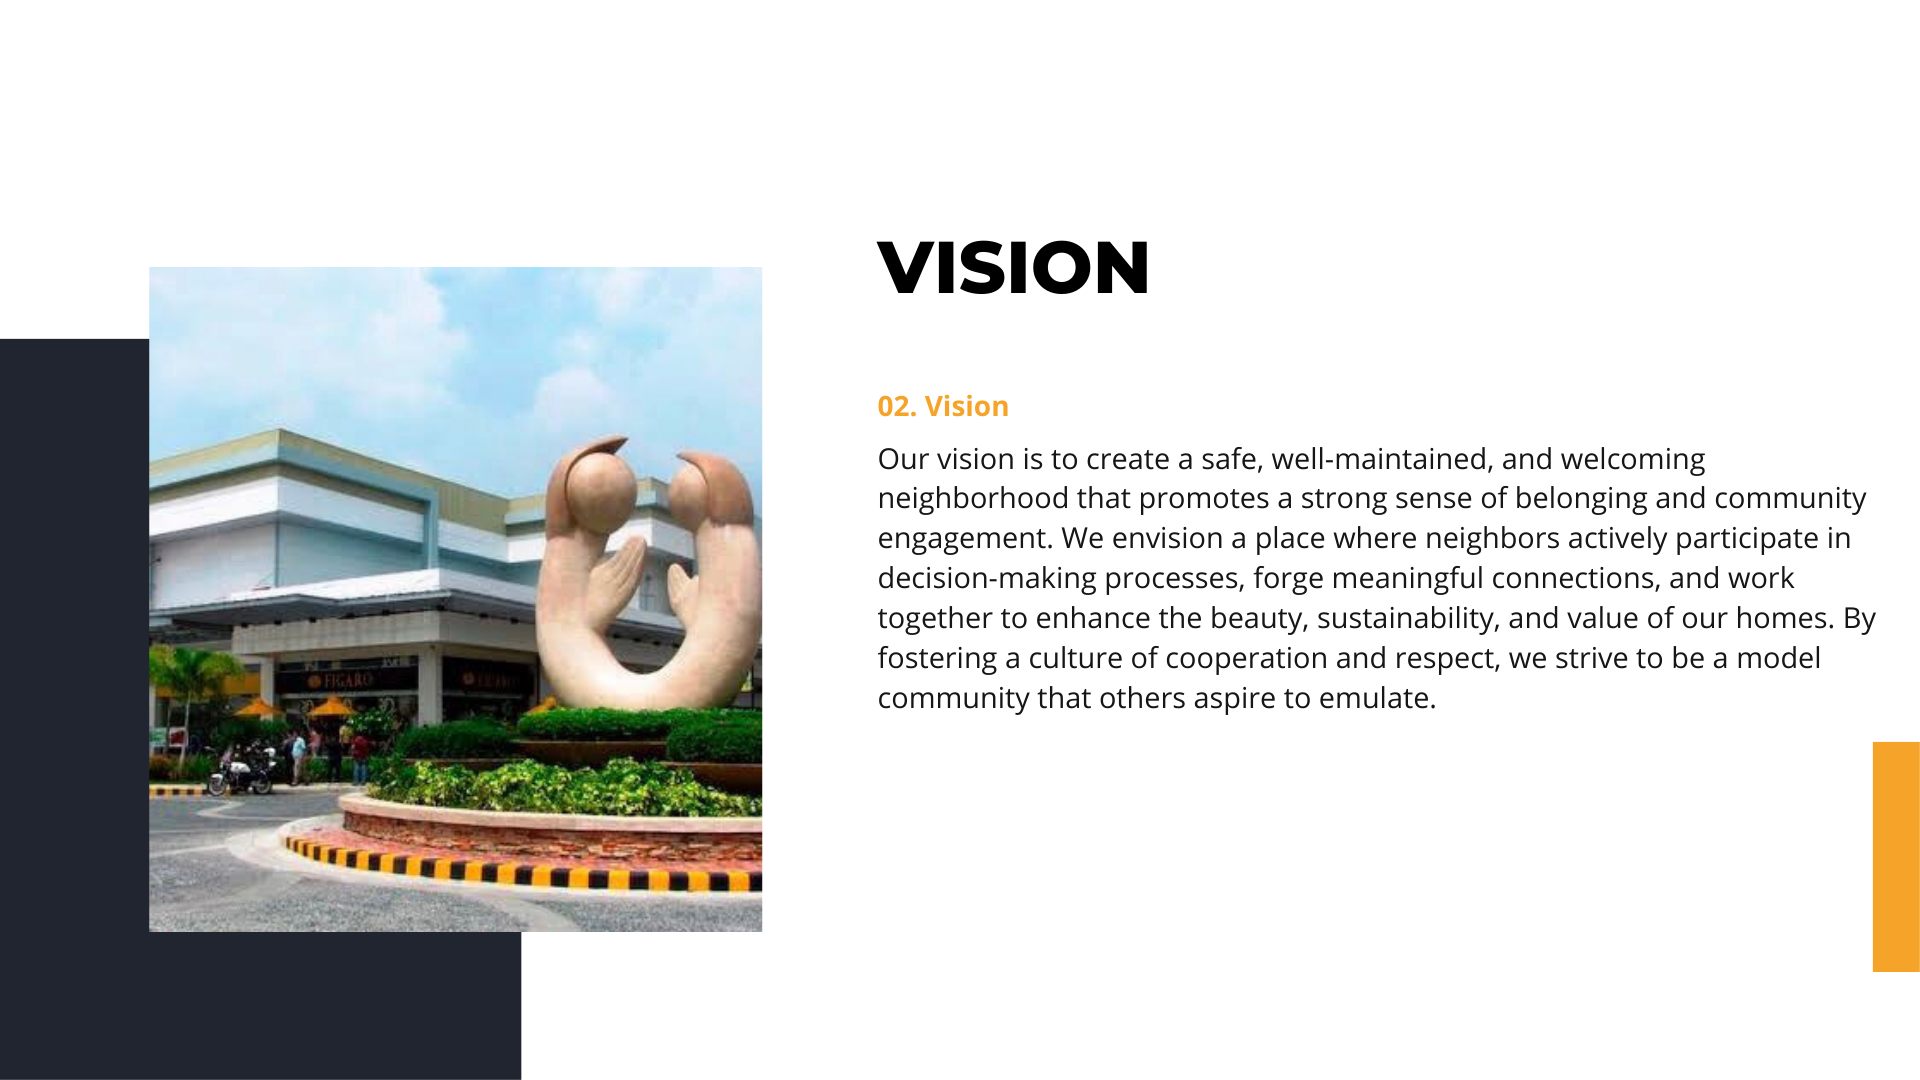 VISION
02. Vision
Our vision is to create a safe, well-maintained, and welcoming
neighborhood that promotes a strong sense of belonging and community
engagement. We envision a place where neighbors actively participate in
decision-making processes, forge meaningful connections, and work
together to enhance the beauty, sustainability, and value of our homes. By
fostering a culture of cooperation and respect, we strive to be a model
community that others aspire to emulate.
FIGARO
FIGARO